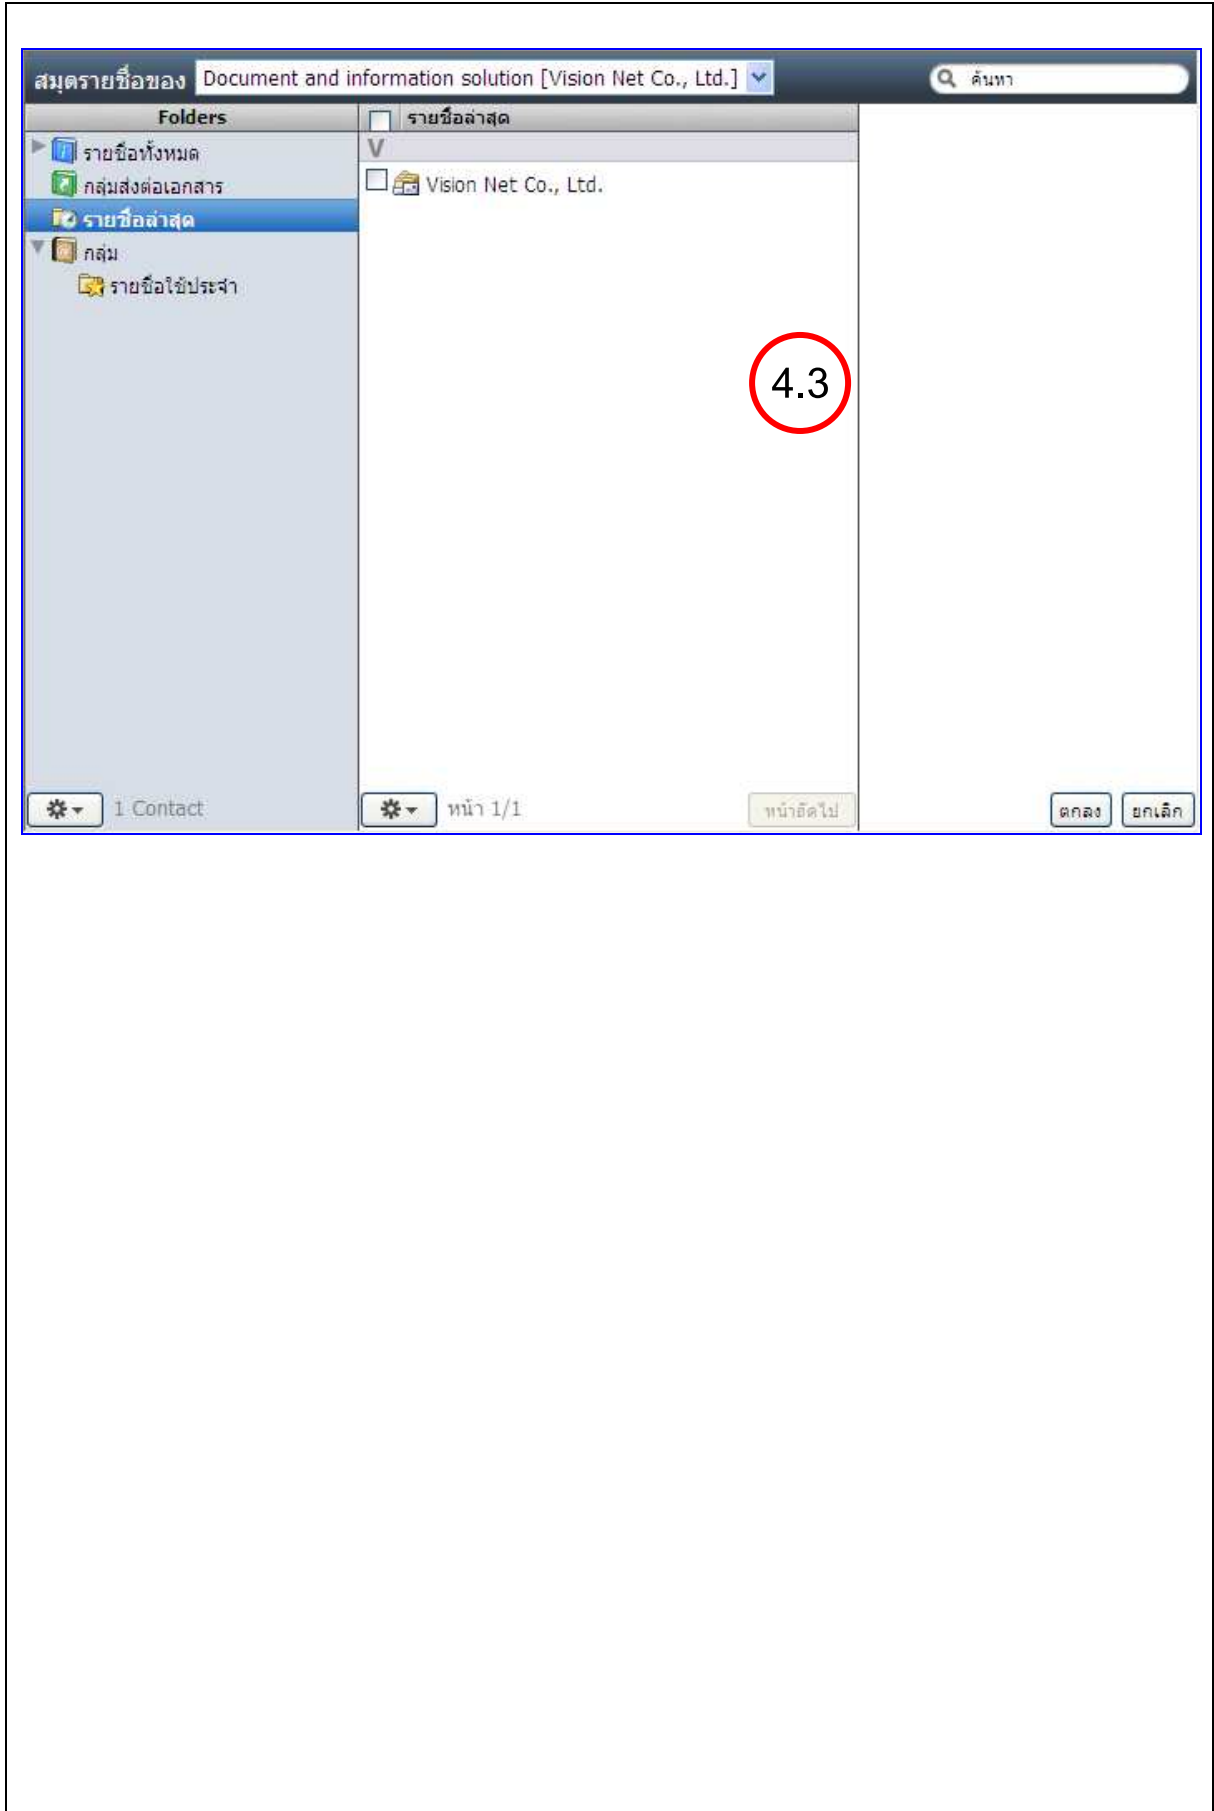 สมุดรายชื่อของ Document and information solution [Vision Net Co., Ltd.] ค้นหา
Folders รายชื่อล่าสุด
รายชื่อทั้งหมด V
กลุ่มส่งต่อเอกสาร Vision Net Co., Ltd.
รายชื่อล่าสุด
กลุ่ม
รายชื่อใช้ประจำ
4.3
1 Contact หน้า 1/1 หน้าถัดไป ตกลง ยกเลิก